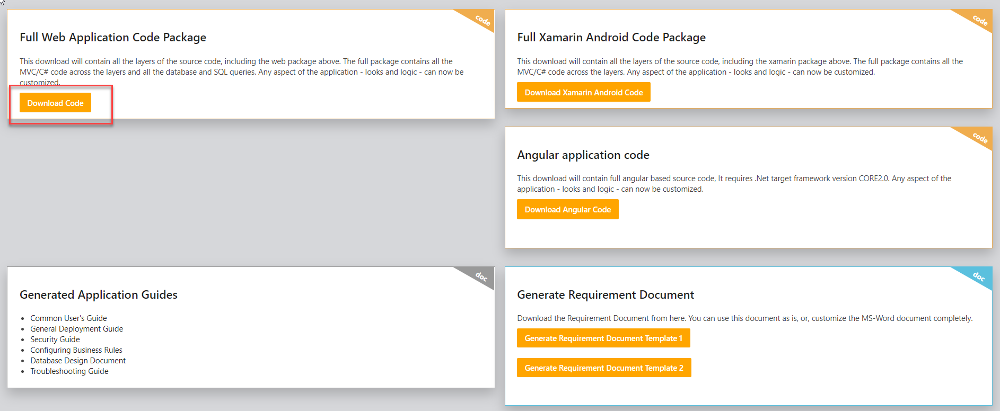 code
Full Web Application Code Package
This download will contain all the layers of the source code, including the web package above. The full package contains all the
MVC/C# code across the layers and all the database and SQL queries. Any aspect of the application - looks and logic - can now be
customized.
Download Code
code
Full Xamarin Android Code Package
This download will contain all the layers of the source code, including the xamarin package above. The full package contains all the
MVC/C# code across the layers. Any aspect of the application - looks and logic - can now be customized.
Download Xamarin Android Code
code
Angular application code
This download will contain full angular based source code, It requires .Net target framework version CORE2.0. Any aspect of the
application - looks and logic - can now be customized.
Download Angular Code
doc
Generated Application Guides
• Common User's Guide
• General Deployment Guide
• Security Guide
• Configuring Business Rules
• Database Design Document
• Troubleshooting Guide
doc
Generate Requirement Document
Download the Requirement Document from here. You can use this document as is, or, customize the MS-Word document completely.
Generate Requirement Document Template 1
Generate Requirement Document Template 2